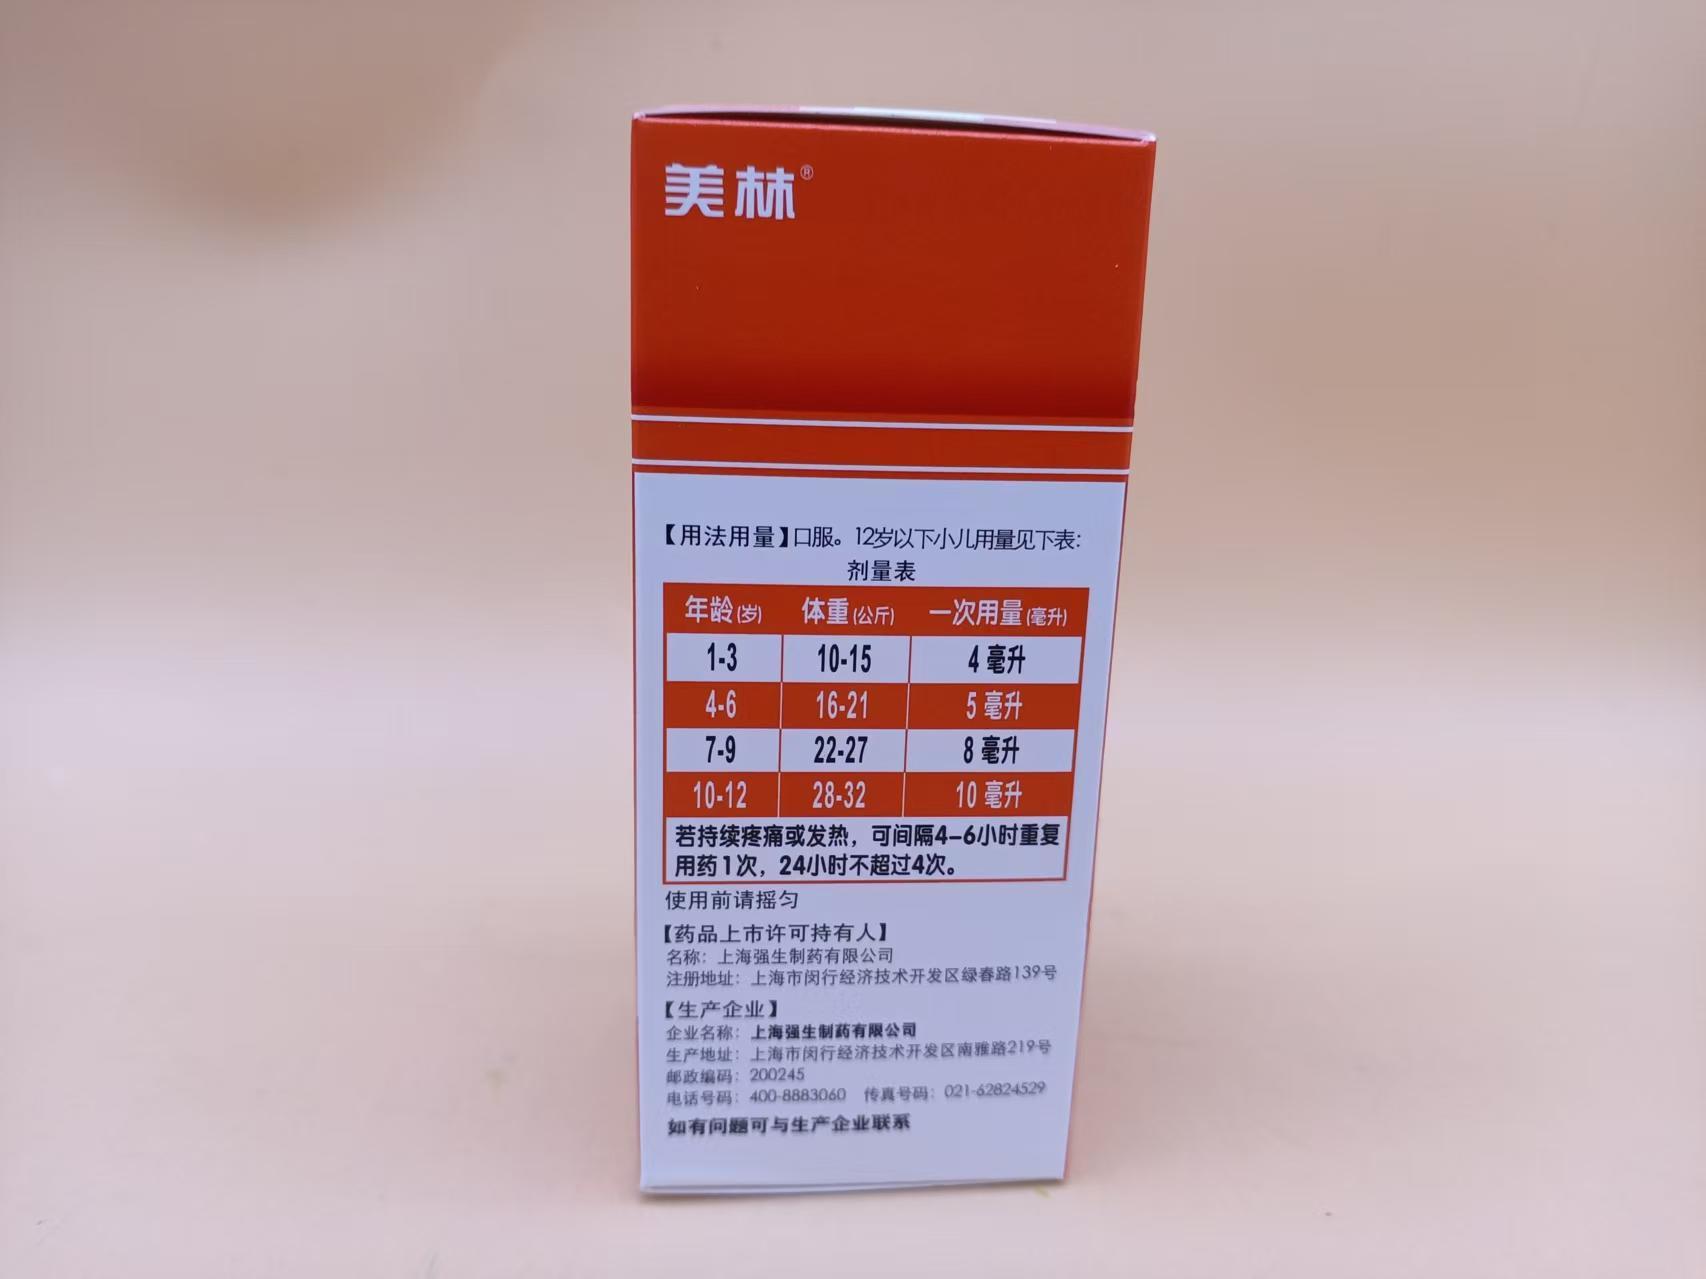 美林®
【用法用量】口服。12岁以下小儿用量见下表：
剂量表
年龄(岁) 体重(公斤) 一次用量(毫升)
1-3 10-15 4 毫升
4-6 16-21 5 毫升
7-9 22-27 8 毫升
10-12 28-32 10 毫升
若持续疼痛或发热，可间隔4-6小时重复
用药1次，24小时不超过4次。
使用前请摇匀
【药品上市许可持有人】
名称：上海强生制药有限公司
注册地址：上海市闵行经济技术开发区绿春路139号
【生产企业】
企业名称：上海强生制药有限公司
生产地址：上海市闵行经济技术开发区南雅路219号
邮政编码：200245
电话号码：400-8883060 传真号码：021-62824529
如有问题可与生产企业联系